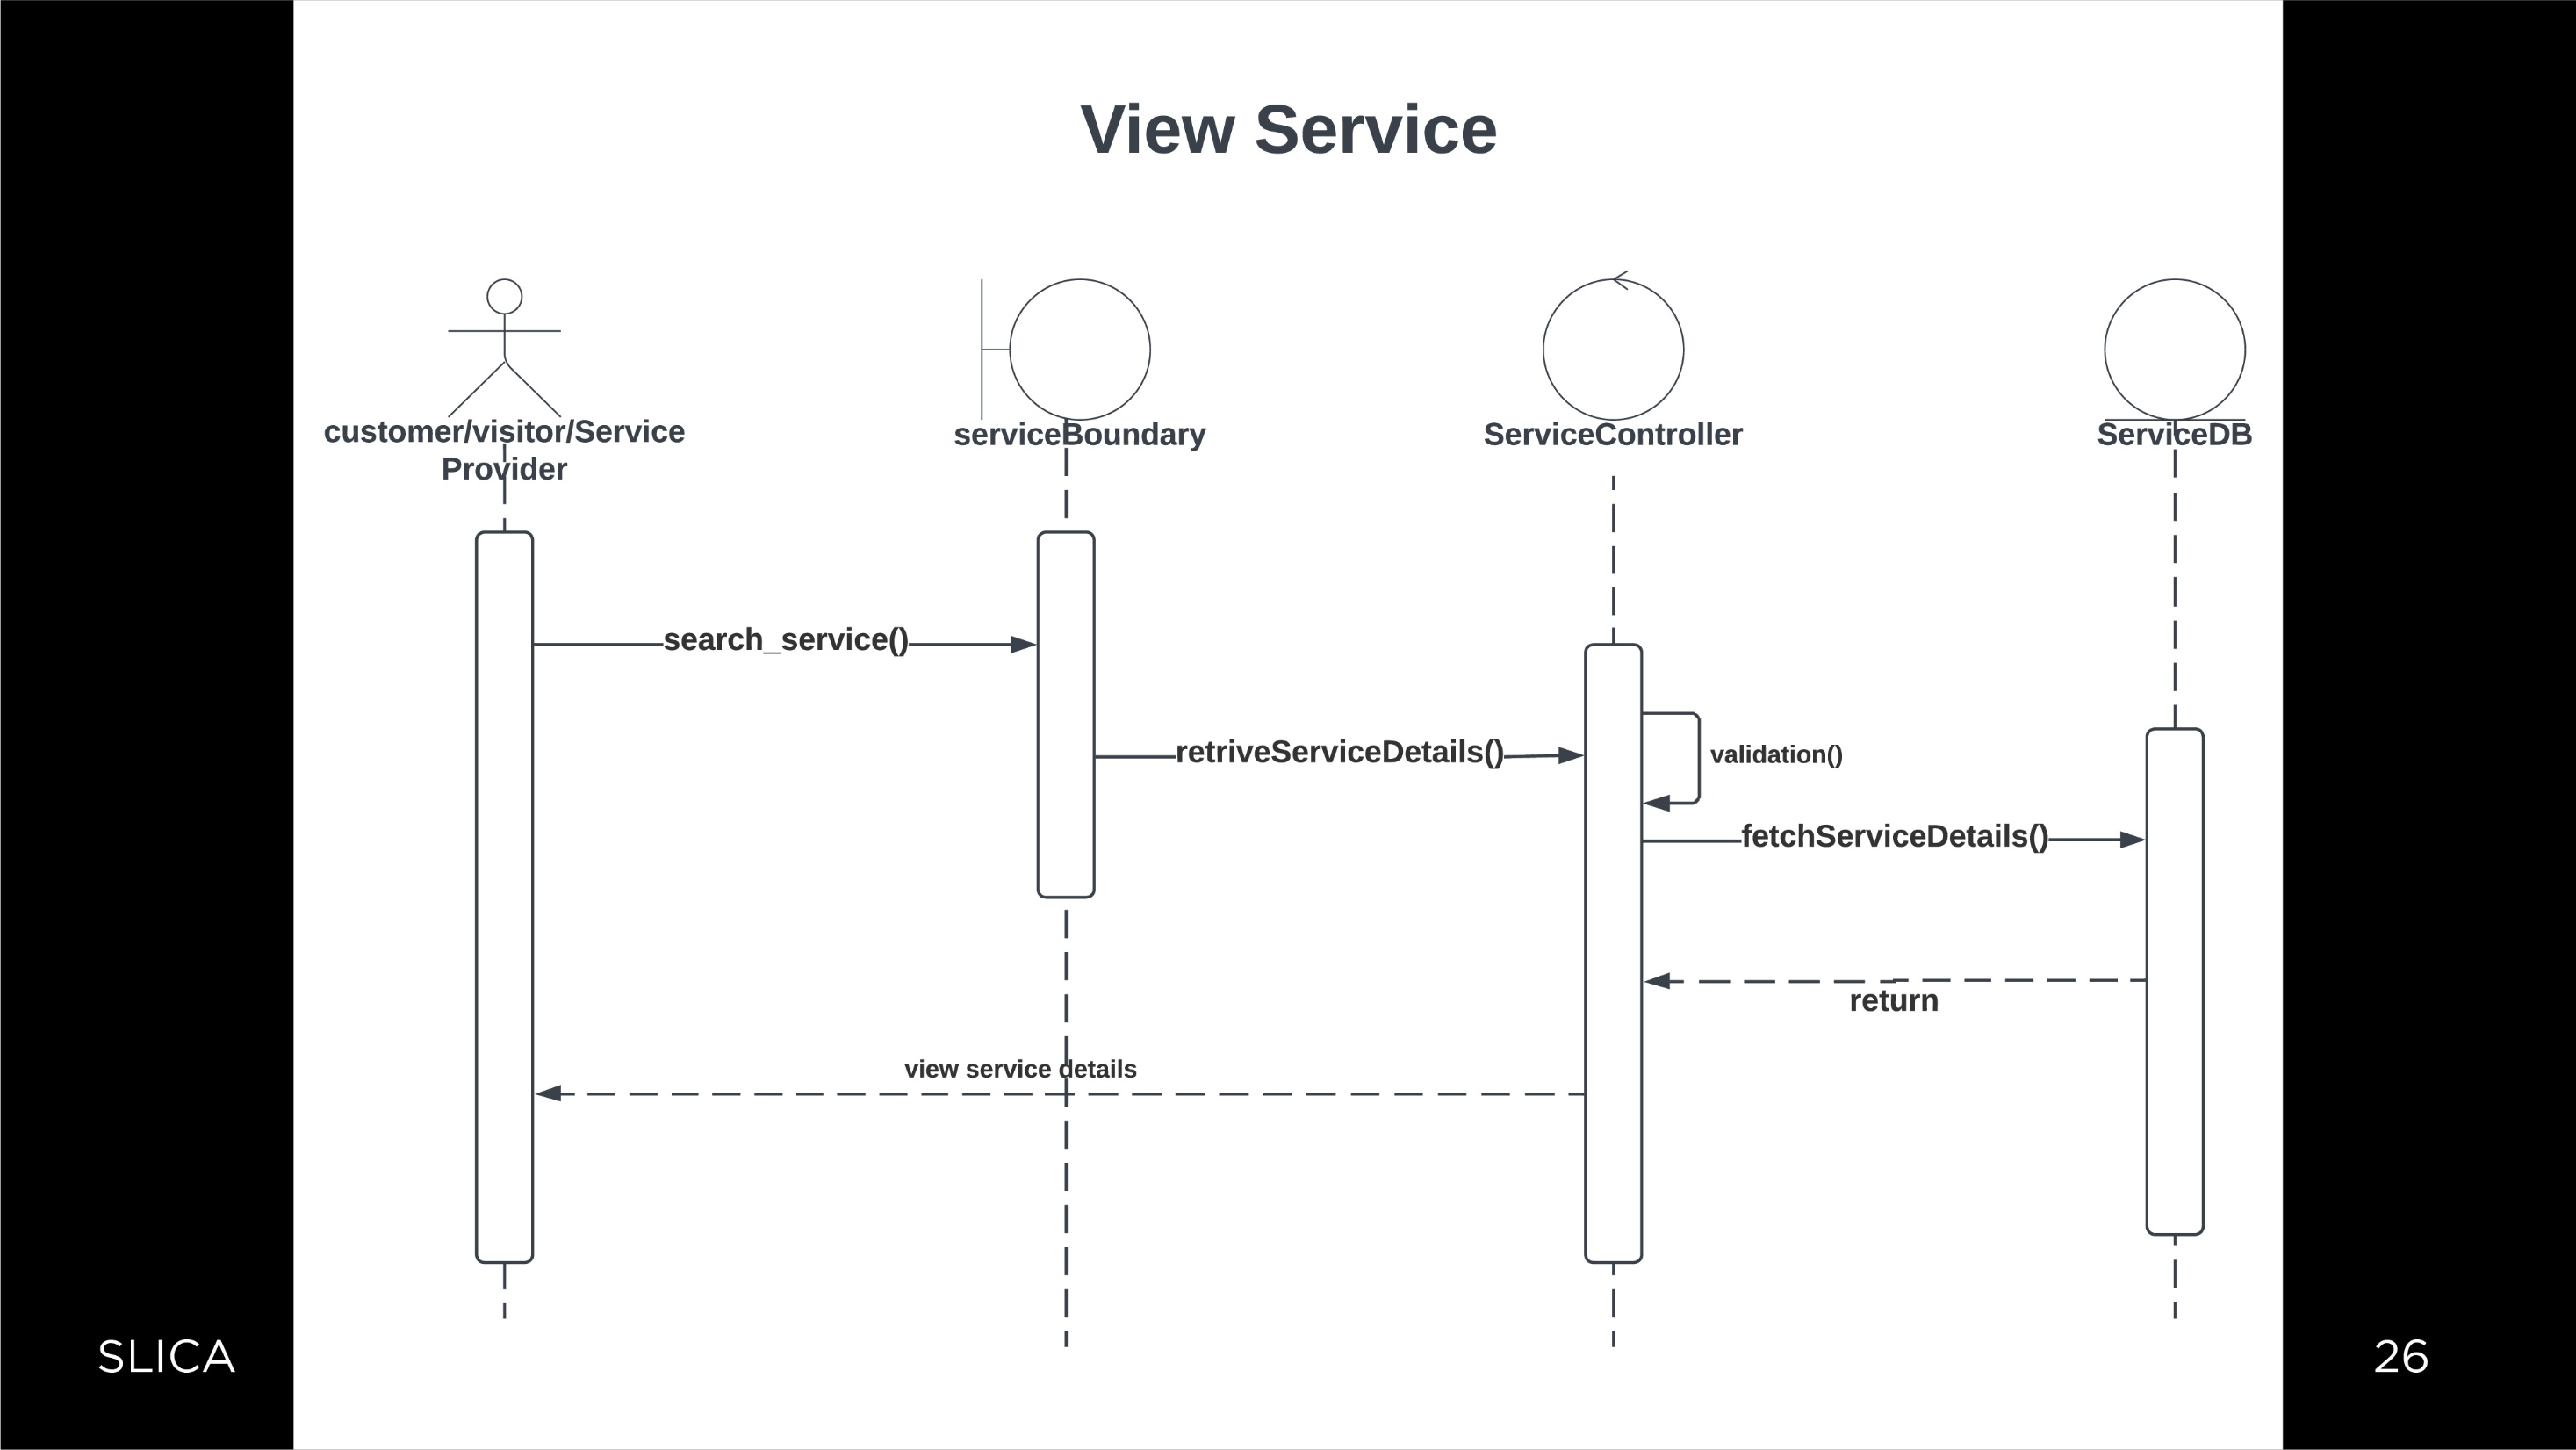 View Service
customer/visitor/Service
Provider
serviceBoundary
ServiceController
ServiceDB
search_service()
retriveServiceDetails()
validation()
fetchServiceDetails()
return
view service details
SLICA
26